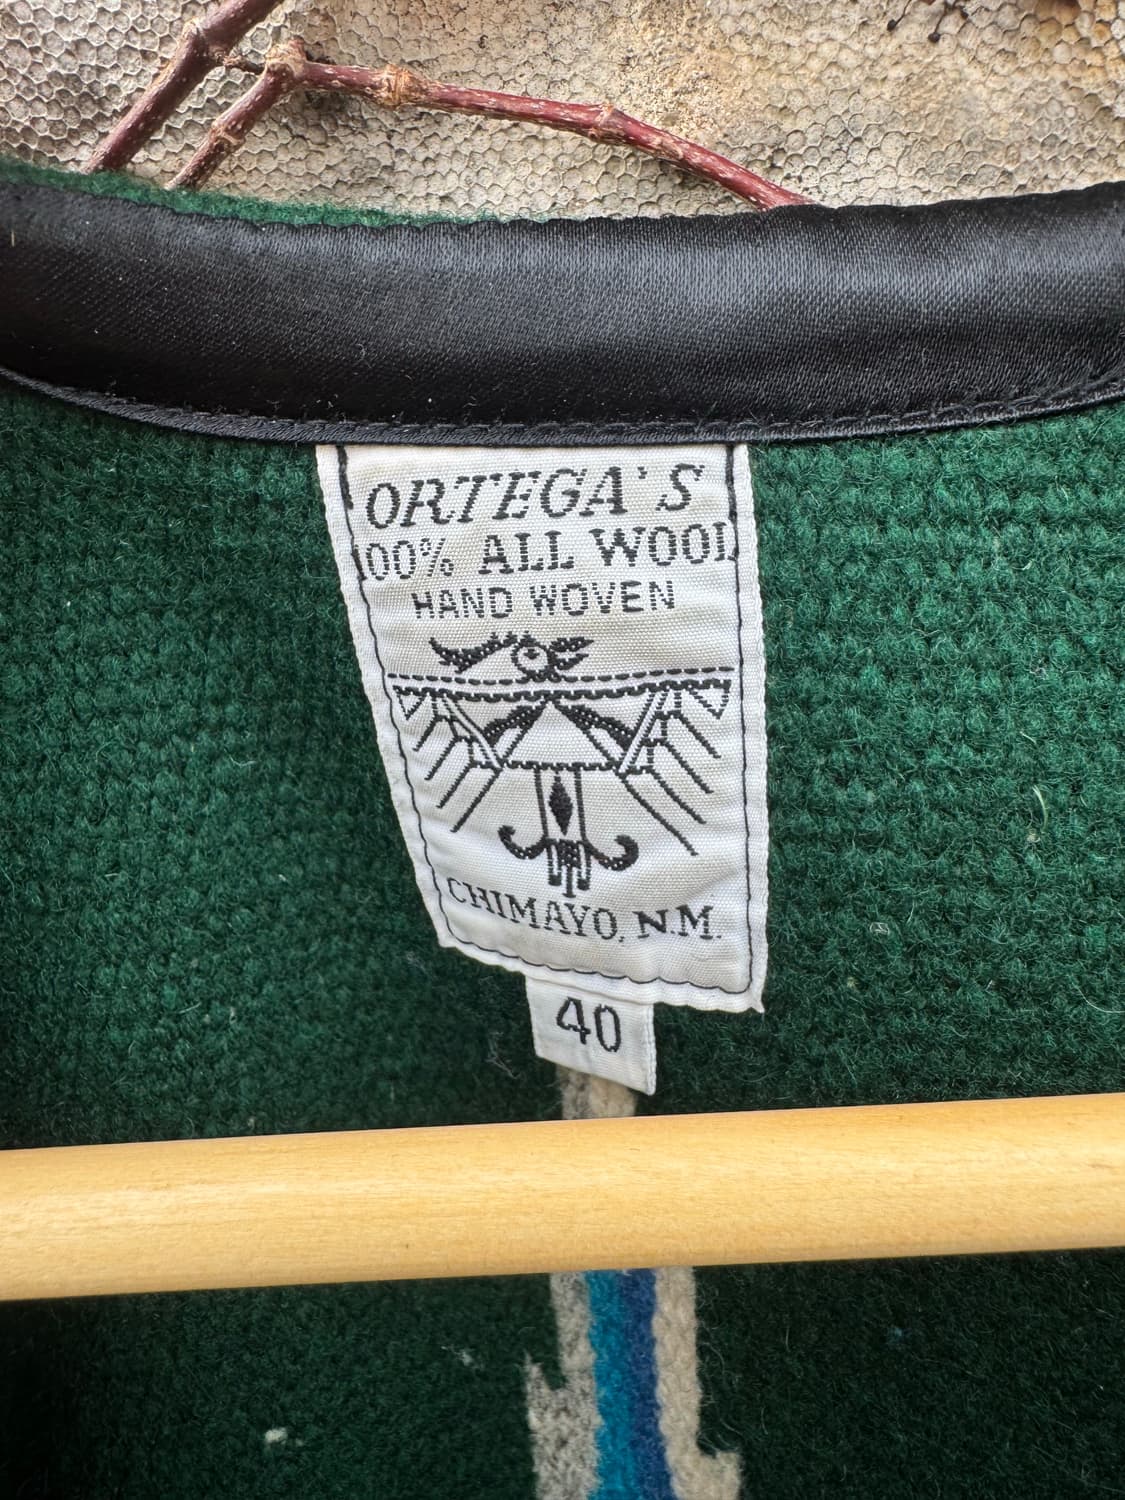 ORTEGA'S
100% ALL WOOL
HAND WOVEN
CHIMAYO, N.M.
40